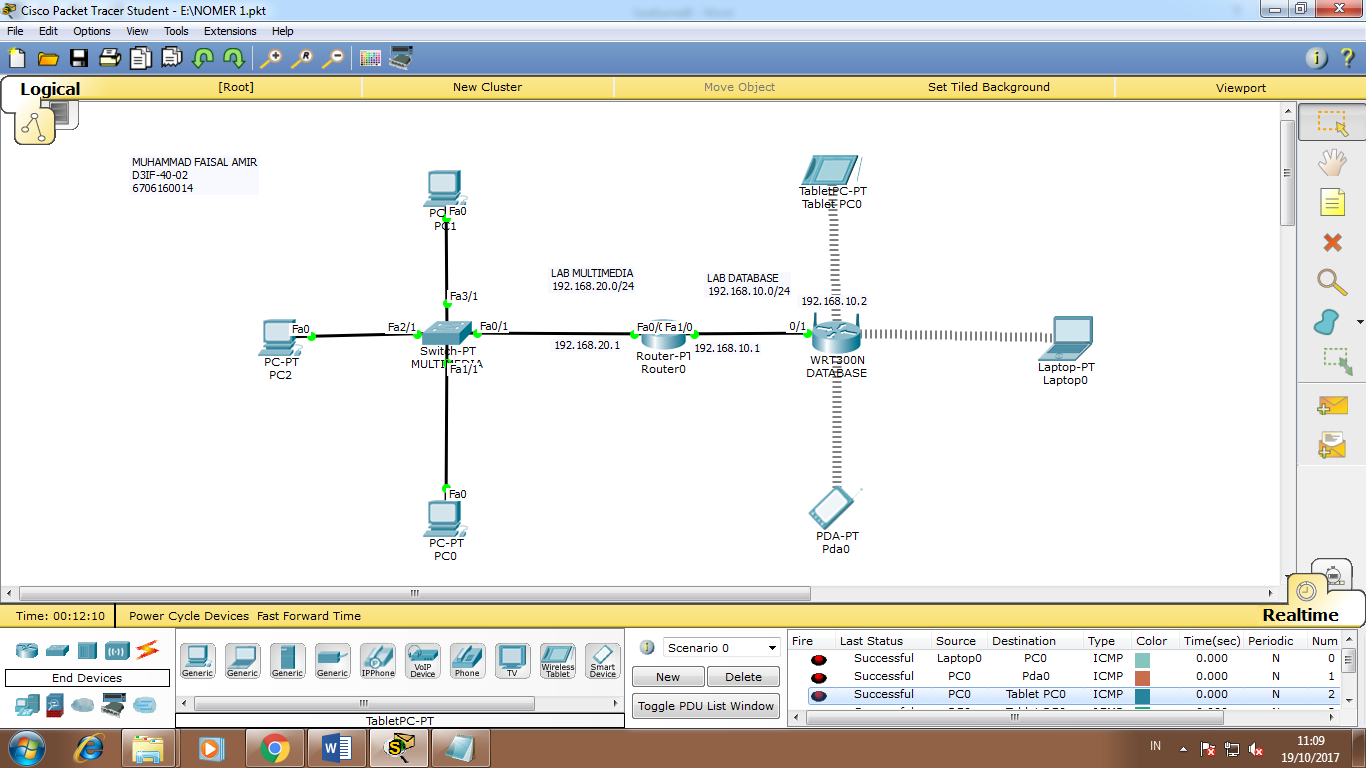 Cisco Packet Tracer Student - E:\NOMER 1.pkt
File Edit Options View Tools Extensions Help
Logical [Root] New Cluster Move Object Set Tiled Background Viewport
MUHAMMAD FAISAL AMIR
D3IF-40-02
6706160014
PC
Fa0
PC1
TabletPC-PT
Tablet PC0
LAB MULTIMEDIA
192.168.20.0/24
LAB DATABASE
192.168.10.0/24
192.168.10.2
Fa3/1
Fa0
Fa2/1
Fa0/1
Fa0/0
Fa1/0
0/1
PC-PT
PC2
Switch-PT
MULTIMEDIA
Fa1/1
192.168.20.1
192.168.10.1
Router-PT
Router0
WRT300N
DATABASE
Laptop-PT
Laptop0
Fa0
PC-PT
PC0
PDA-PT
Pda0
Time: 00:12:10 Power Cycle Devices Fast Forward Time Realtime
End Devices
Generic Generic Generic Generic IPPhone VoIP Device Phone TV Wireless Tablet Smart Device
TabletPC-PT
Scenario 0
New Delete
Toggle PDU List Window
Fire Last Status Source Destination Type Color Time(sec) Periodic Num
Successful Laptop0 PC0 ICMP 0.000 N 0
Successful PC0 Pda0 ICMP 0.000 N 1
Successful PC0 Tablet PC0 ICMP 0.000 N 2
IN
11:09
19/10/2017